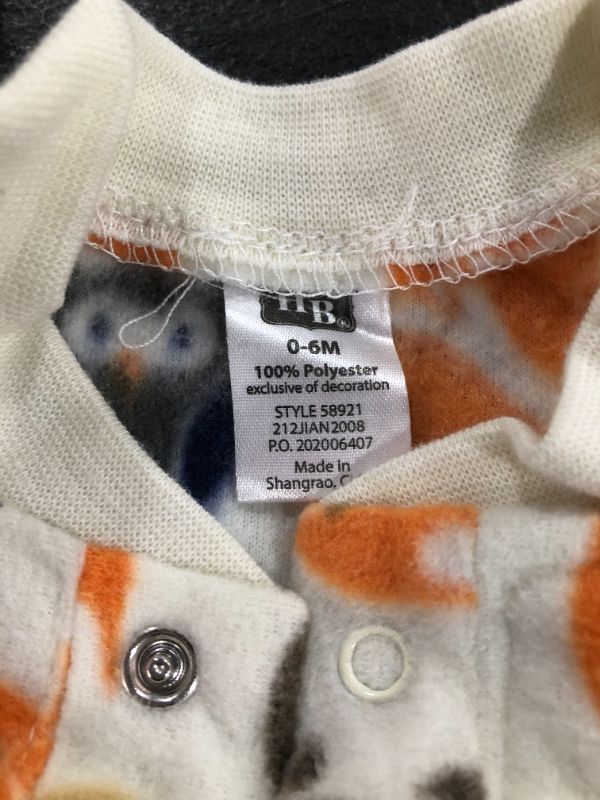 HB®
0-6M
100% Polyester
exclusive of decoration
STYLE 58921
212JIAN2008
P.O. 202006407
Made in
Shangrao,